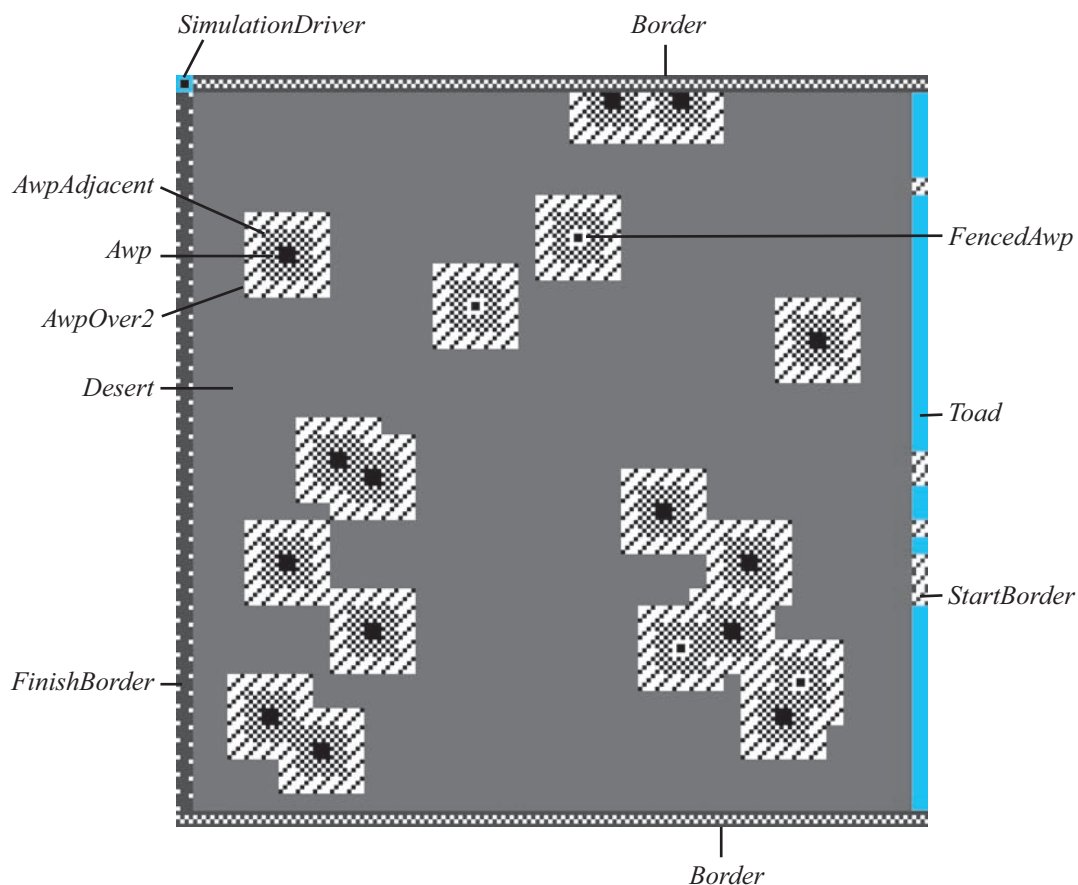 SimulationDriver
Border
AwpAdjacent
Awp
FencedAwp
AwpOver2
Desert
Toad
StartBorder
FinishBorder
Border